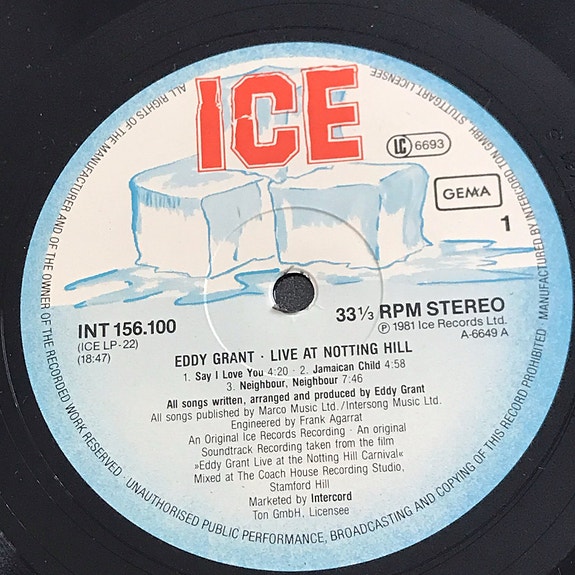 ICE
LC 6693
GEMA
1
INT 156.100
(ICE LP-22)
(18:47)
33 1/3 RPM STEREO
Ⓟ 1981 Ice Records Ltd.
A-6649 A
EDDY GRANT · LIVE AT NOTTING HILL
1. Say I Love You 4:20 · 2. Jamaican Child 4:58
3. Neighbour, Neighbour 7:46
All songs written, arranged and produced by Eddy Grant
All songs published by Marco Music Ltd./Intersong Music Ltd.
Engineered by Frank Agarrat
An Original Ice Records Recording · An original
Soundtrack Recording taken from the film
»Eddy Grant Live at the Notting Hill Carnival«
Mixed at The Coach House Recording Studio,
Stamford Hill
Marketed by Intercord
Ton GmbH, Licensee
ALL RIGHTS OF THE MANUFACTURER AND OF THE OWNER OF THE RECORDED WORK RESERVED · UNAUTHORISED PUBLIC PERFORMANCE, BROADCASTING AND COPYING OF THIS RECORD PROHIBITED · MANUFACTURED BY INTERCORD TON GMBH, STUTTGART LICENSEE